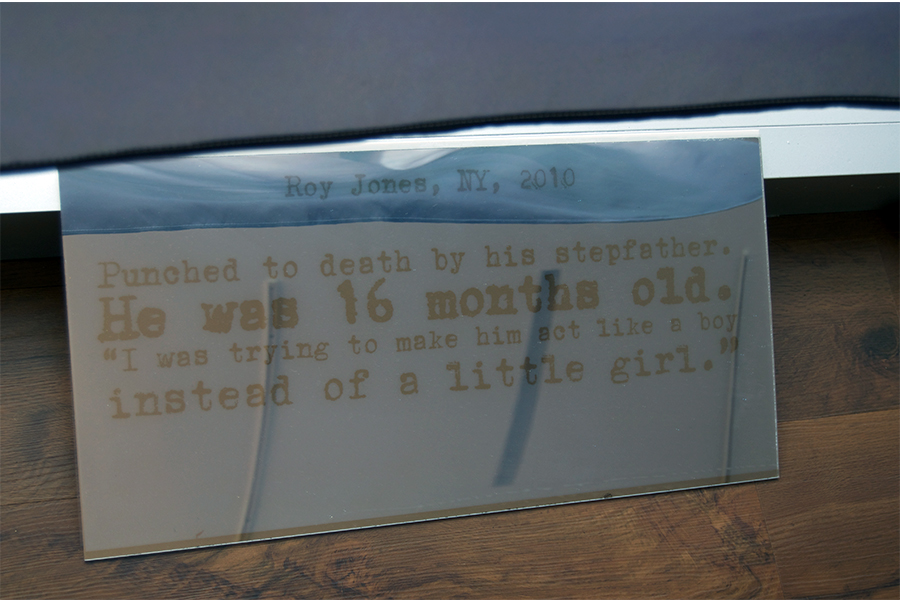 Roy Jones, NY, 2010
Punched to death by his stepfather.
He was 16 months old.
“I was trying to make him act like a boy
instead of a little girl.”